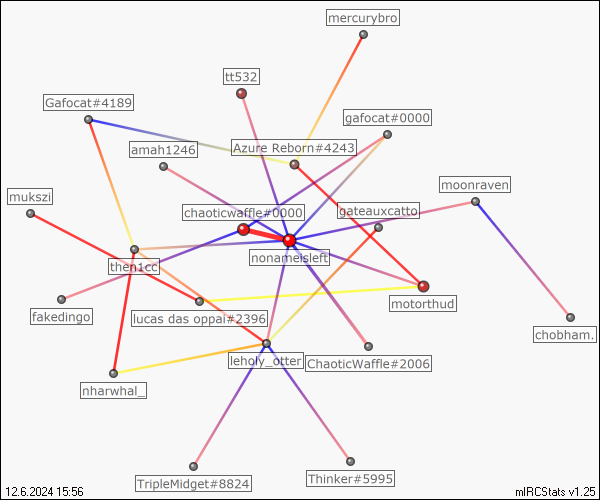 mercurybro
tt532
Gafocat#4189
gafocat#0000
amah1246
Azure Reborn#4243
moonraven
mukszi
chaoticwaffle#0000
gateauxcatto
nonameisleft
then1cc
motorthud
fakedingo
lucas das oppai#2396
chobham.
leholy_otter
ChaoticWaffle#2006
nharwhal_
TripleMidget#8824
Thinker#5995
12.6.2024 15:56
mIRCStats v1.25